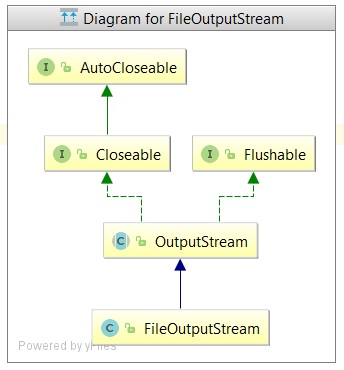 Diagram for FileOutputStream
I AutoCloseable
I Closeable
I Flushable
C OutputStream
C FileOutputStream
Powered by yFiles